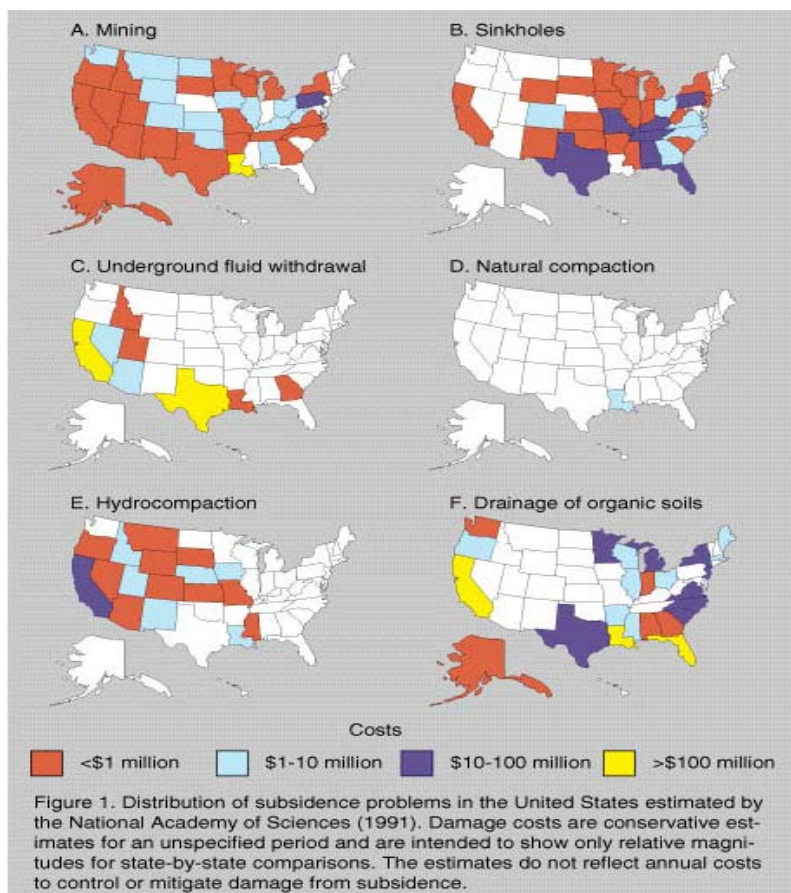 A. Mining
B. Sinkholes
C. Underground fluid withdrawal
D. Natural compaction
E. Hydrocompaction
F. Drainage of organic soils
Costs
<$1 million
$1-10 million
$10-100 million
>$100 million
Figure 1. Distribution of subsidence problems in the United States estimated by
the National Academy of Sciences (1991). Damage costs are conservative est-
imates for an unspecified period and are intended to show only relative magni-
tudes for state-by-state comparisons. The estimates do not reflect annual costs
to control or mitigate damage from subsidence.